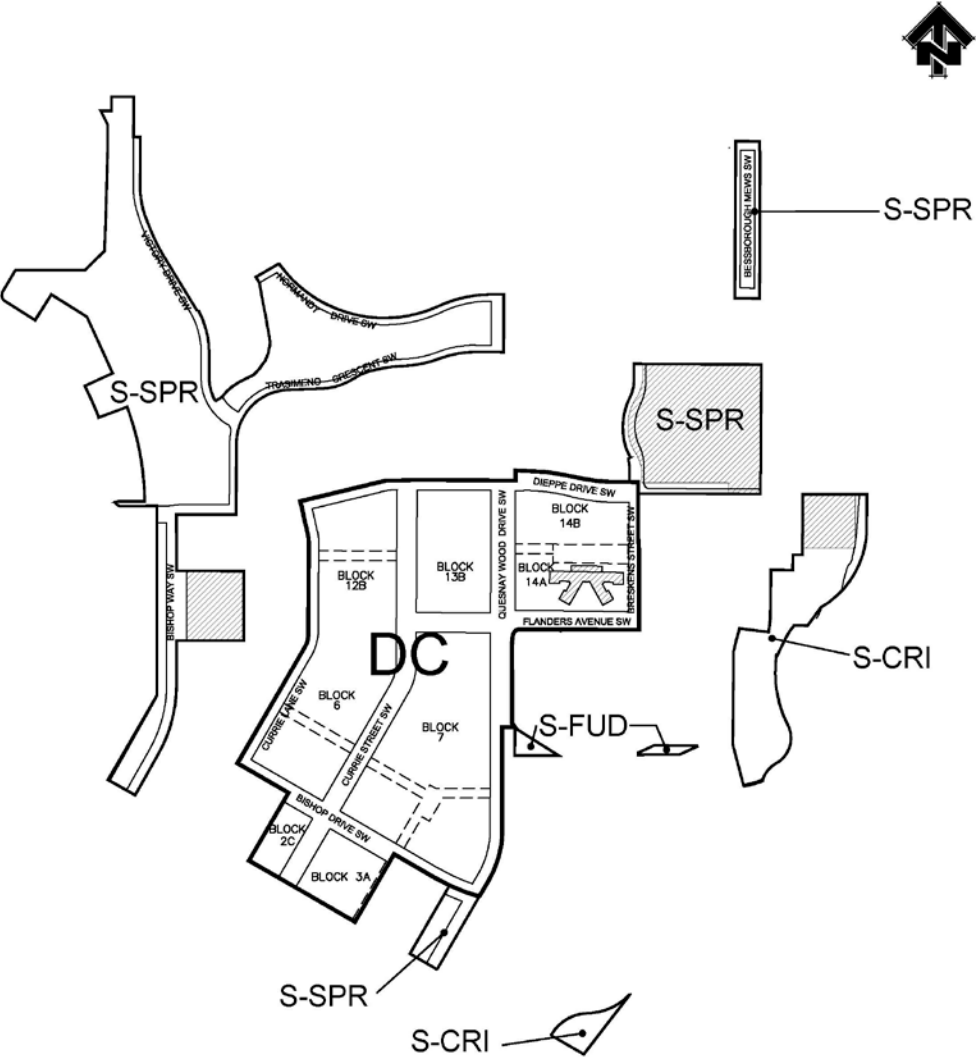 N
BESSBOROUGH MEWS SW
S-SPR
VICTORY DRIVE SW
NORMANDY DRIVE SW
TRASIMENO CRESCENT SW
S-SPR
S-SPR
DIEPPE DRIVE SW
BLOCK
14B
QUESNAY WOOD DRIVE SW
BRESKENS STREET SW
BLOCK
12B
BLOCK
13B
BLOCK
14A
BISHOP WAY SW
FLANDERS AVENUE SW
DC
S-CRI
BLOCK
6
CURRIE LANE SW
CURRIE STREET SW
BLOCK
7
S-FUD
BISHOP DRIVE SW
BLOCK
2C
BLOCK 3A
S-SPR
S-CRI